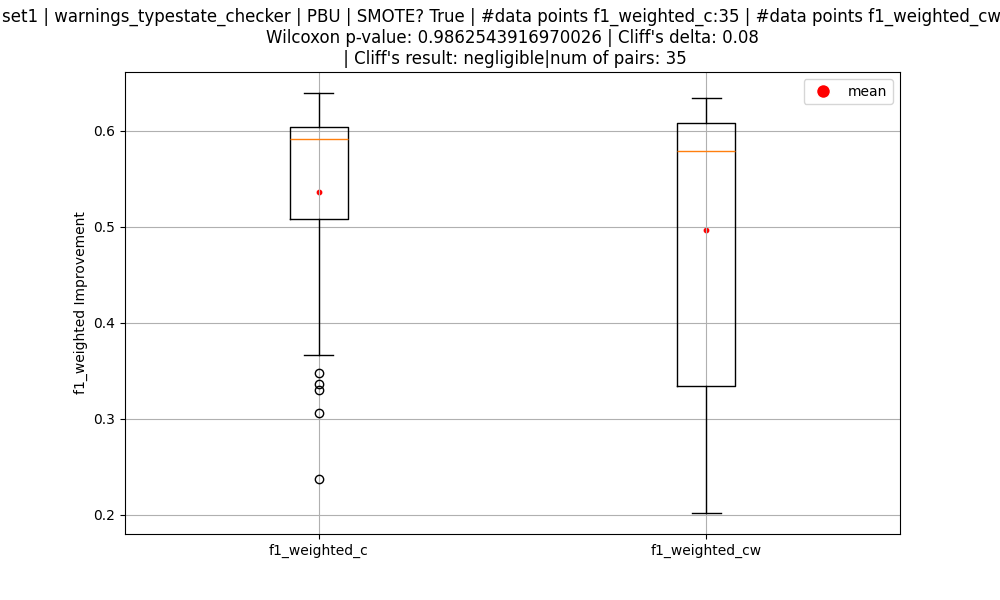 set1 | warnings_typestate_checker | PBU | SMOTE? True | #data points f1_weighted_c:35 | #data points f1_weighted_cw
Wilcoxon p-value: 0.9862543916970026 | Cliff's delta: 0.08
| Cliff's result: negligible|num of pairs: 35
mean
f1_weighted Improvement
0.6
0.5
0.4
0.3
0.2
f1_weighted_c
f1_weighted_cw